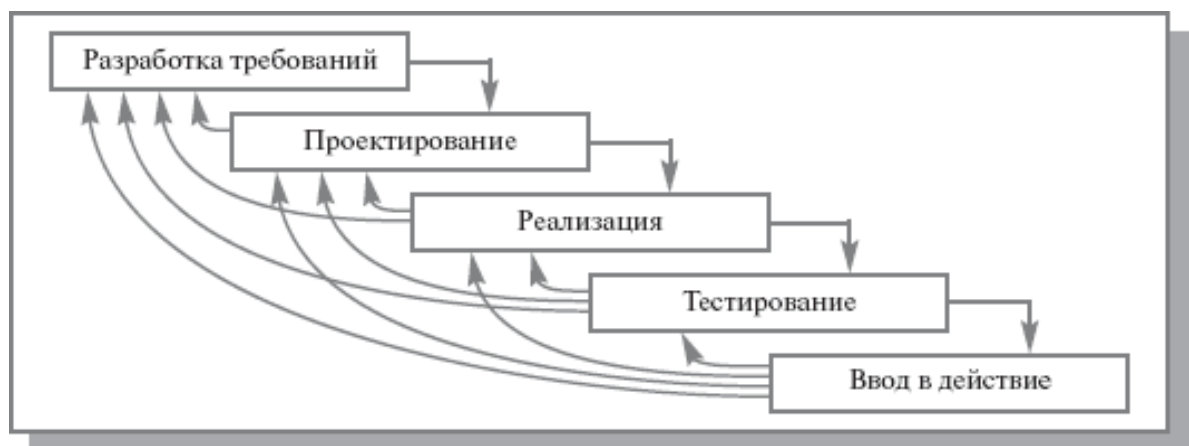 Разработка требований
Проектирование
Реализация
Тестирование
Ввод в действие